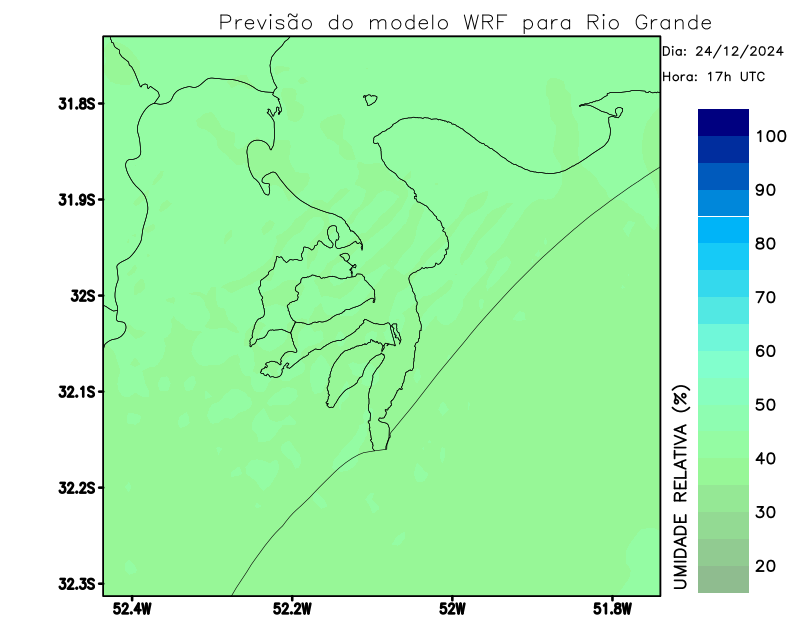 Previsão do modelo WRF para Rio Grande
Dia: 24/12/2024
Hora: 17h UTC
31.8S
31.9S
32S
32.1S
32.2S
32.3S
52.4W
52.2W
52W
51.8W
100
90
80
70
60
50
40
30
20
UMIDADE RELATIVA (%)